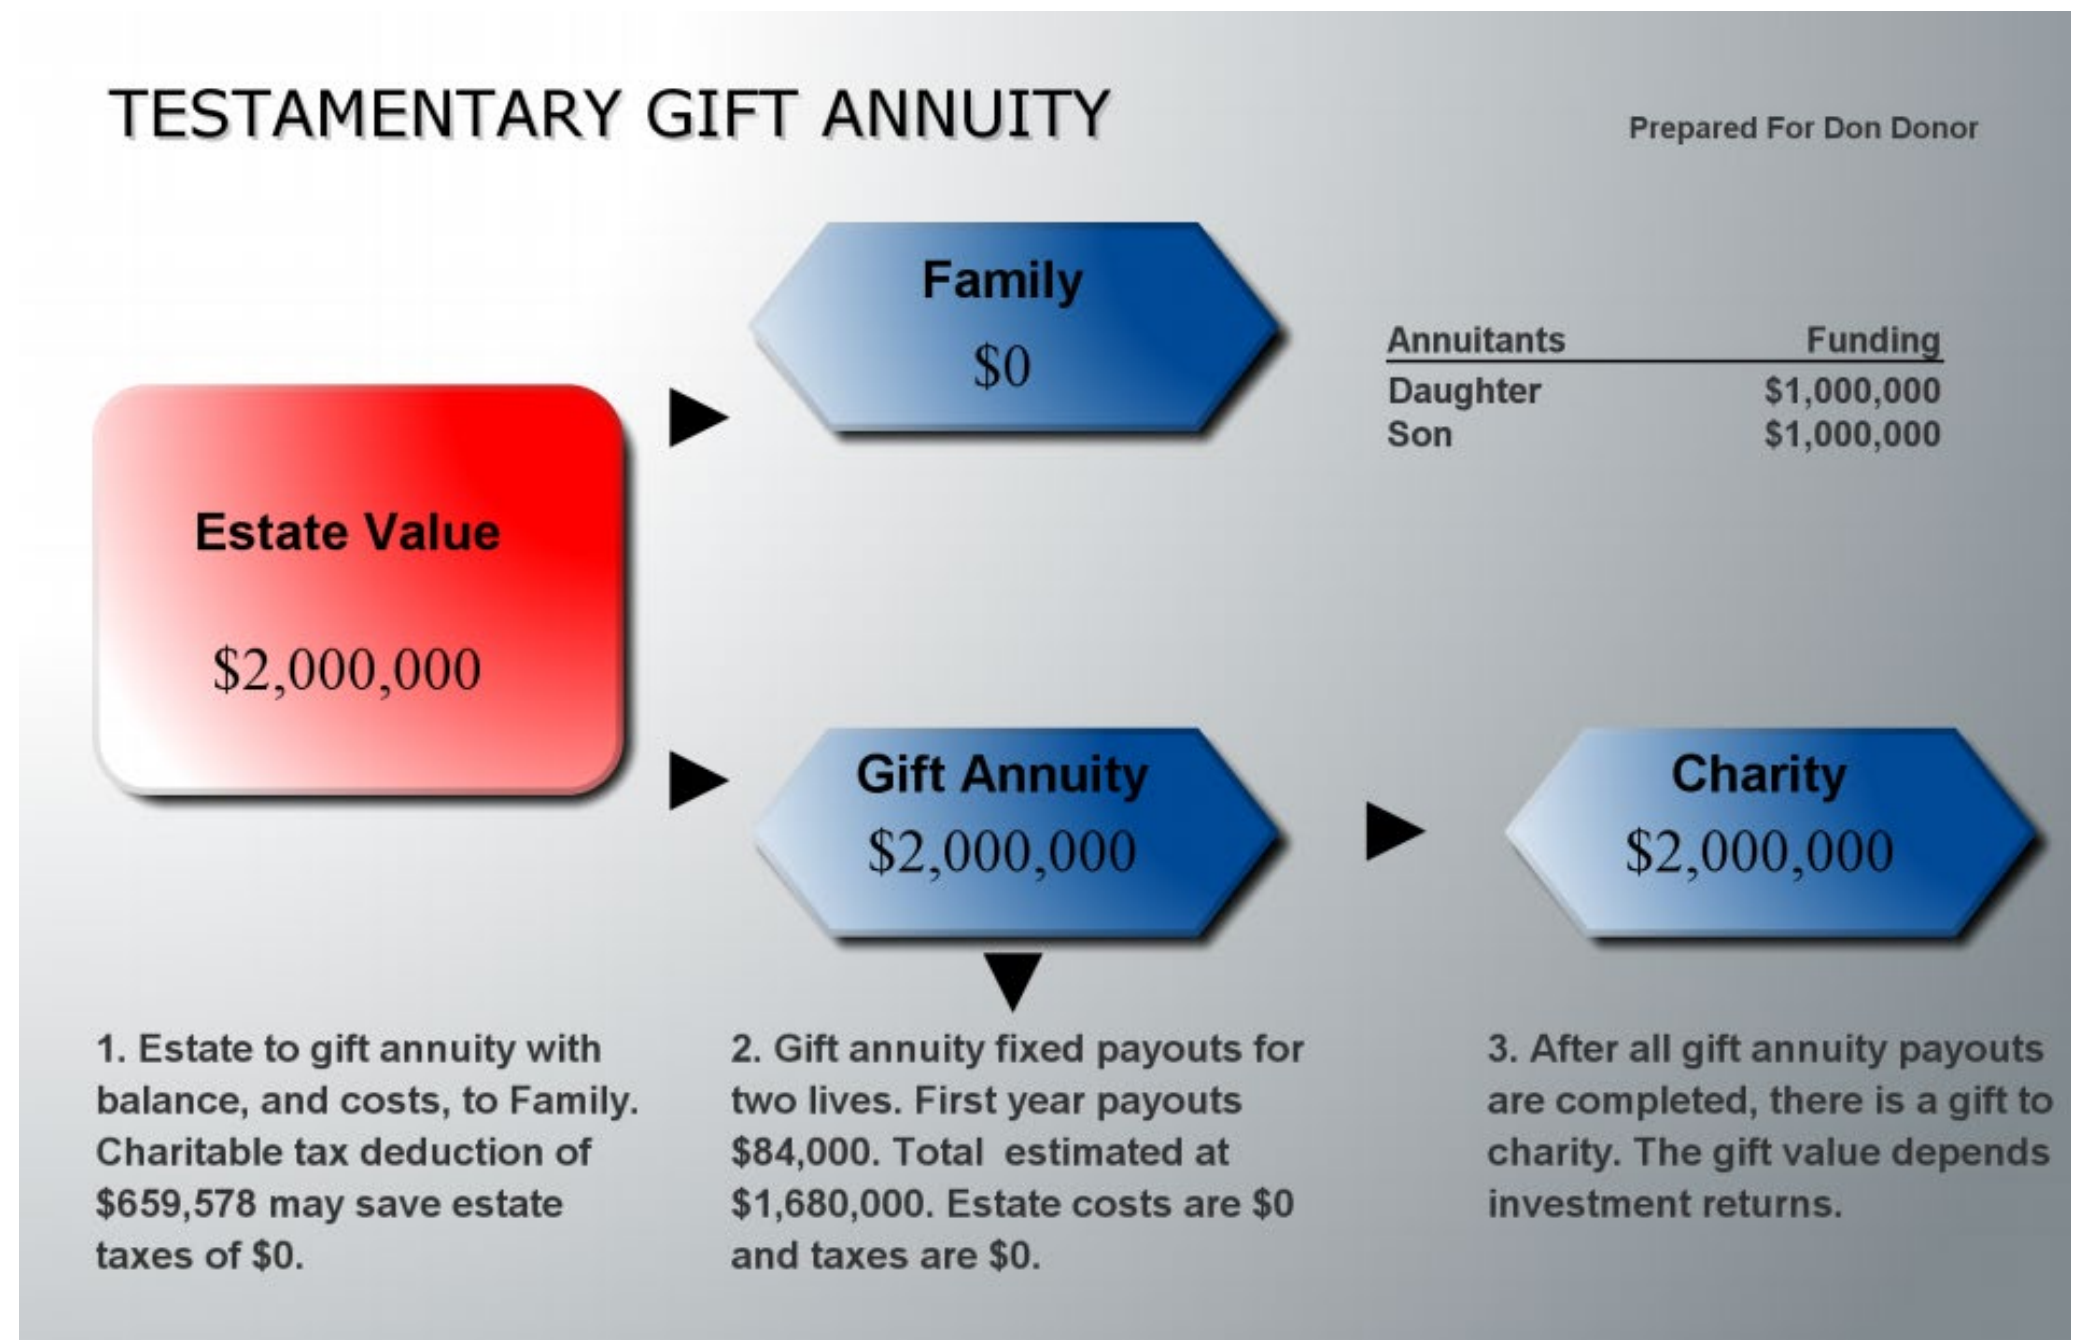 TESTAMENTARY GIFT ANNUITY
Prepared For Don Donor
Family
$0
Annuitants Funding
Daughter $1,000,000
Son $1,000,000
Estate Value
$2,000,000
Gift Annuity
$2,000,000
Charity
$2,000,000
1. Estate to gift annuity with
balance, and costs, to Family.
Charitable tax deduction of
$659,578 may save estate
taxes of $0.
2. Gift annuity fixed payouts for
two lives. First year payouts
$84,000. Total estimated at
$1,680,000. Estate costs are $0
and taxes are $0.
3. After all gift annuity payouts
are completed, there is a gift to
charity. The gift value depends
investment returns.